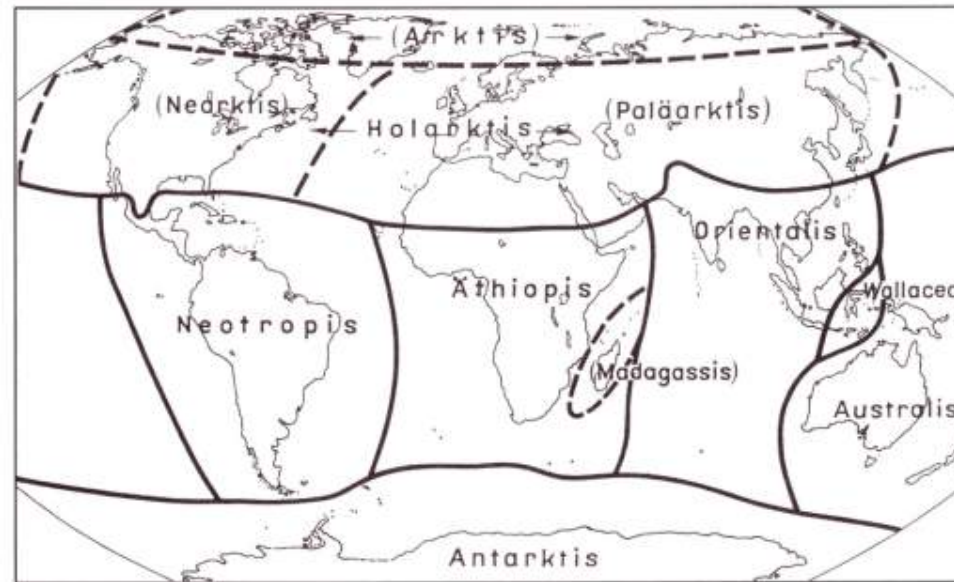 (Arktis)
(Nearktis)
Holarktis
(Paläarktis)
Orientalis
Äthiopis
Wallacea
Neotropis
(Madagassis)
Australis
Antarktis